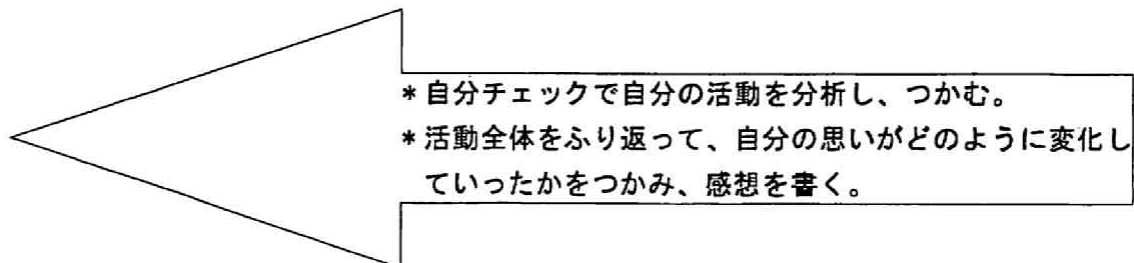 *自分チェックで自分の活動を分析し、つかむ。
*活動全体をふり返って、自分の思いがどのように変化し
ていったかをつかみ、感想を書く。